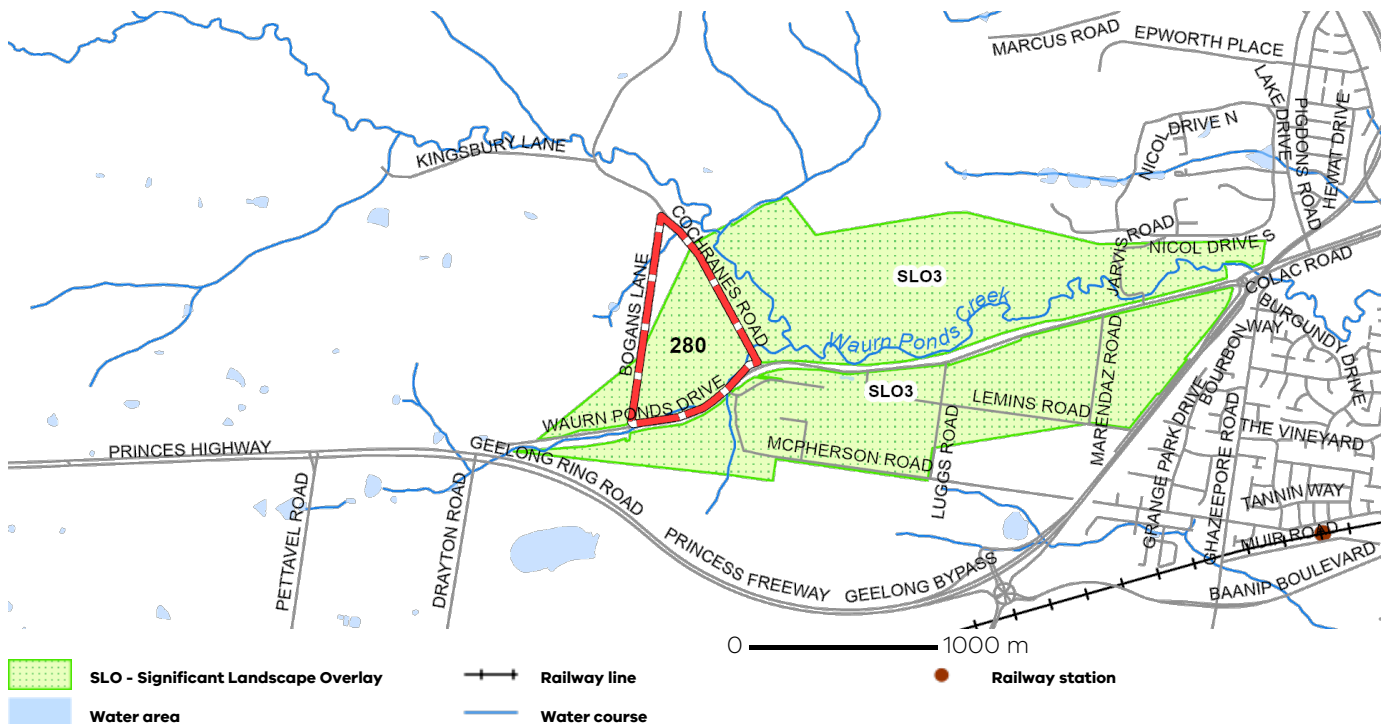 MARCUS ROAD
EPWORTH PLACE
LAKE DRIVE
PIGDONS ROAD
HEWAT DRIVE
NICOL DRIVE N
KINGSBURY LANE
COCHRANES ROAD
JARVIS ROAD
NICOL DRIVE S
SLO3
COLAC ROAD
BOGANS LANE
Waurn Ponds Creek
BURGUNDY DRIVE
280
BOURBON WAY
SLO3
MARENDAZ ROAD
LEMINS ROAD
WAURN PONDS DRIVE
GRANGE PARK DRIVE
GHAZEEPORE ROAD
THE VINEYARD
PRINCES HIGHWAY
GEELONG RING ROAD
MCPHERSON ROAD
LUGGS ROAD
TANNIN WAY
PETTAVEL ROAD
DRAYTON ROAD
MUIR ROAD
PRINCESS FREEWAY
GEELONG BYPASS
BAANIP BOULEVARD
0 1000 m
SLO - Significant Landscape Overlay
Railway line
Railway station
Water area
Water course